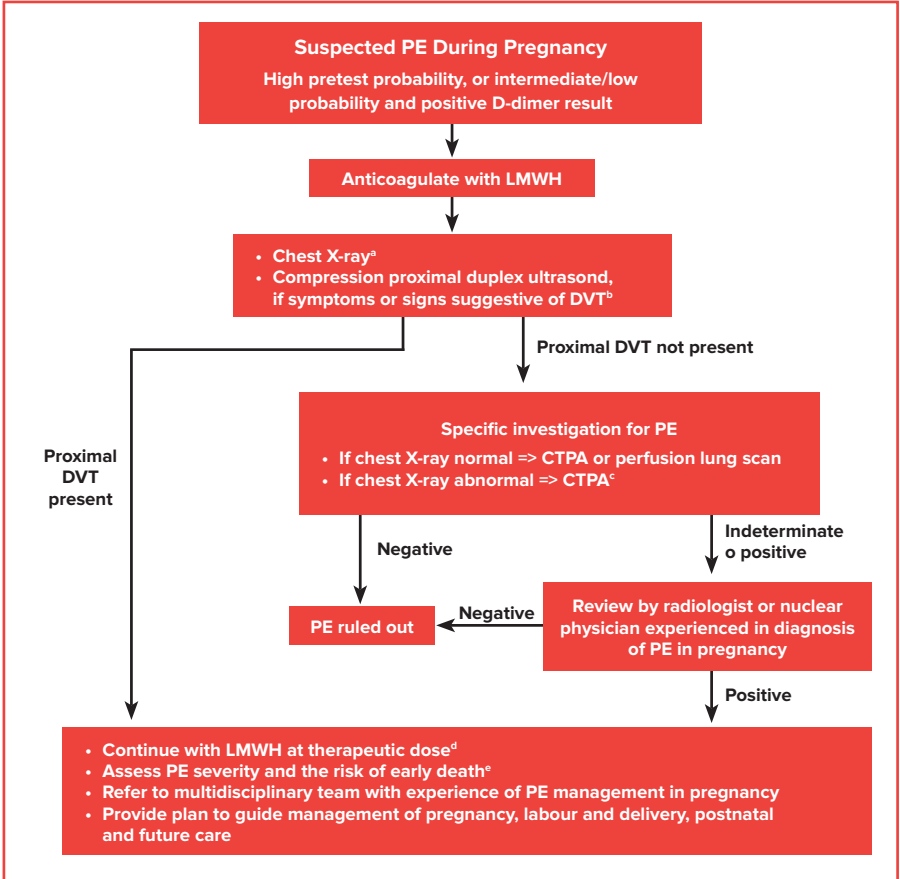 Suspected PE During Pregnancy
High pretest probability, or intermediate/low
probability and positive D-dimer result
Anticoagulate with LMWH
• Chest X-rayᵃ
• Compression proximal duplex ultrasond,
if symptoms or signs suggestive of DVTᵇ
Proximal DVT not present
Proximal
DVT
present
Specific investigation for PE
• If chest X-ray normal => CTPA or perfusion lung scan
• If chest X-ray abnormal => CTPAᶜ
Negative
Indeterminate
o positive
PE ruled out
Negative
Review by radiologist or nuclear
physician experienced in diagnosis
of PE in pregnancy
Positive
• Continue with LMWH at therapeutic doseᵈ
• Assess PE severity and the risk of early deathᵉ
• Refer to multidisciplinary team with experience of PE management in pregnancy
• Provide plan to guide management of pregnancy, labour and delivery, postnatal
and future care